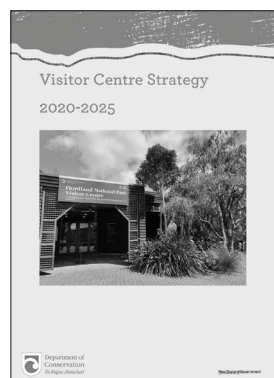 Visitor Centre Strategy
2020-2025
Fiordland National Park
Visitor Centre
Department of
Conservation
Te Papa Atawhai
New Zealand Government